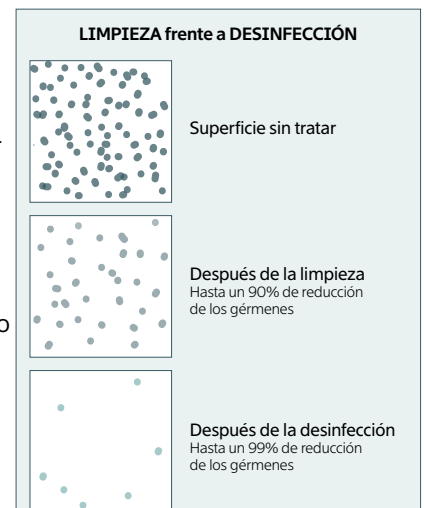 LIMPIEZA frente a DESINFECCIÓN
Superficie sin tratar
Después de la limpieza
Hasta un 90% de reducción
de los gérmenes
o
Después de la desinfección
Hasta un 99% de reducción
de los gérmenes